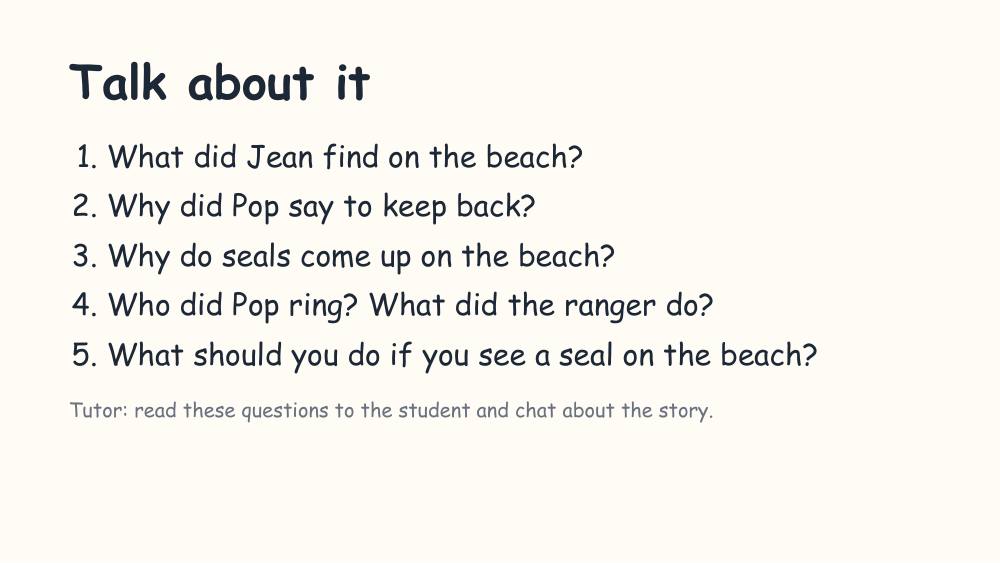 Talk about it
1. What did Jean find on the beach?
2. Why did Pop say to keep back?
3. Why do seals come up on the beach?
4. Who did Pop ring? What did the ranger do?
5. What should you do if you see a seal on the beach?
Tutor: read these questions to the student and chat about the story.